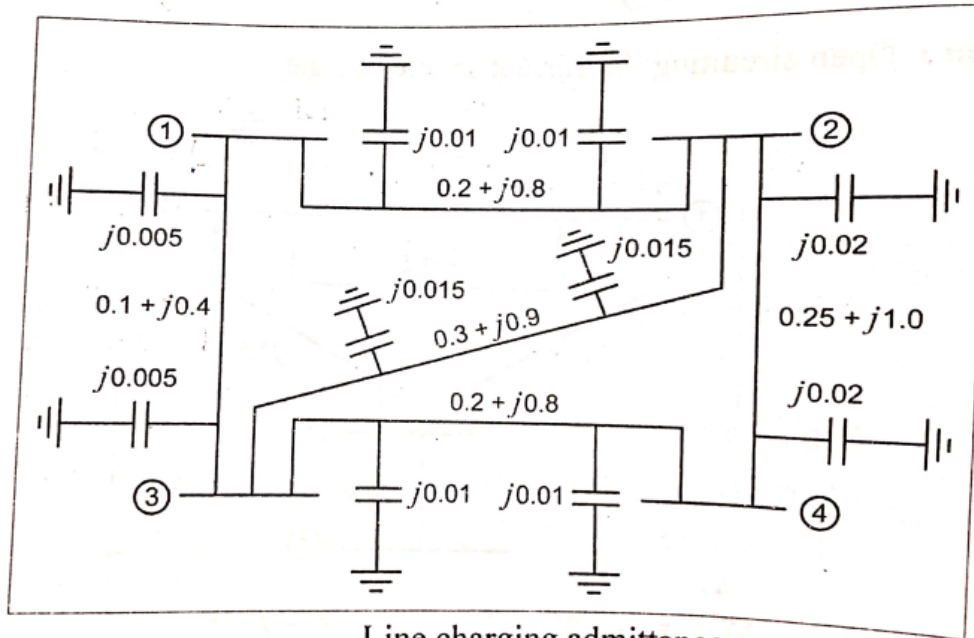 ① j0.01 j0.01 ②
0.2 + j0.8
j0.005 j0.015 j0.02
j0.015
0.1 + j0.4 0.3 + j0.9 0.25 + j1.0
j0.005 0.2 + j0.8 j0.02
③ j0.01 j0.01 ④
Line charging admittance